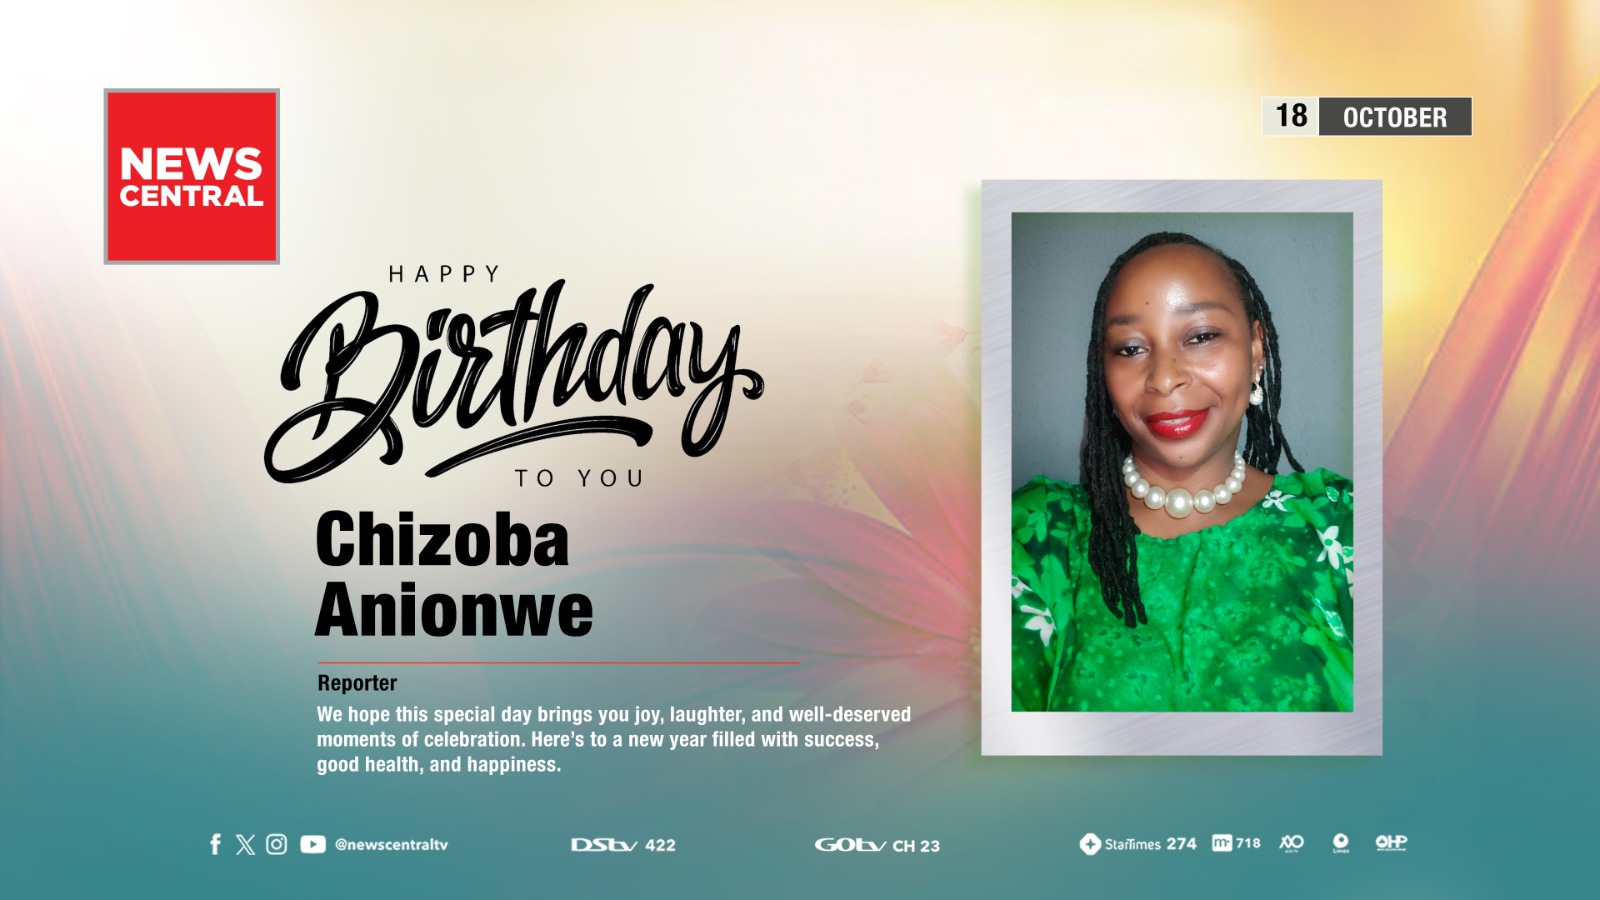 NEWS
CENTRAL
18 OCTOBER
HAPPY
Birthday
TO YOU
Chizoba
Anionwe
Reporter
We hope this special day brings you joy, laughter, and well-deserved
moments of celebration. Here's to a new year filled with success,
good health, and happiness.
@newscentraltv DStv 422 GOtv CH 23 StarTimes 274 718 OHP